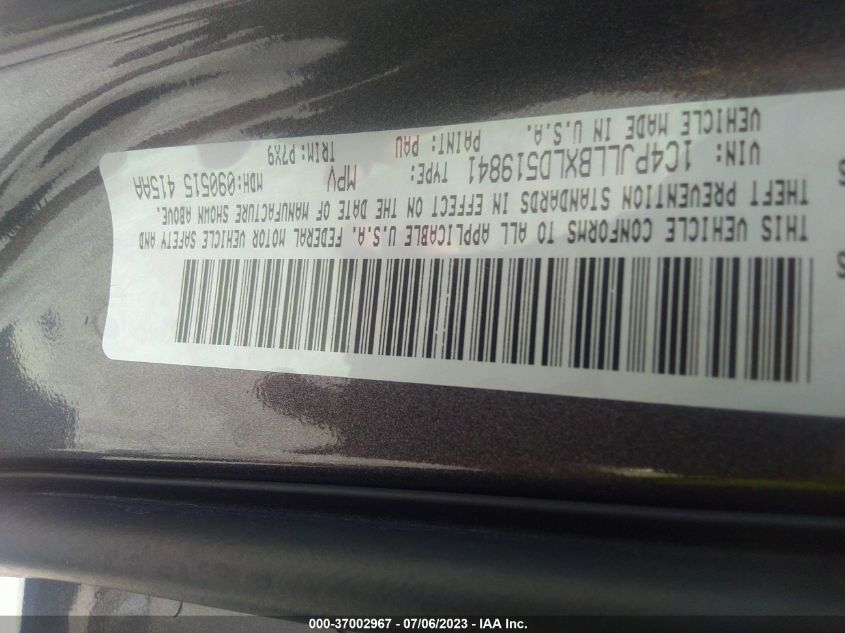 THIS VEHICLE CONFORMS TO ALL APPLICABLE U.S.A. FEDERAL MOTOR VEHICLE SAFETY AND
THEFT PREVENTION STANDARDS IN EFFECT ON THE DATE OF MANUFACTURE SHOWN ABOVE.
VIN: 1C4PJLLBXLD519841 TYPE: MPV MDH:090515 415AA
VEHICLE MADE IN U.S.A. PAINT: PAU TRIM: P7X9
000-37002967 - 07/06/2023 - IAA Inc.